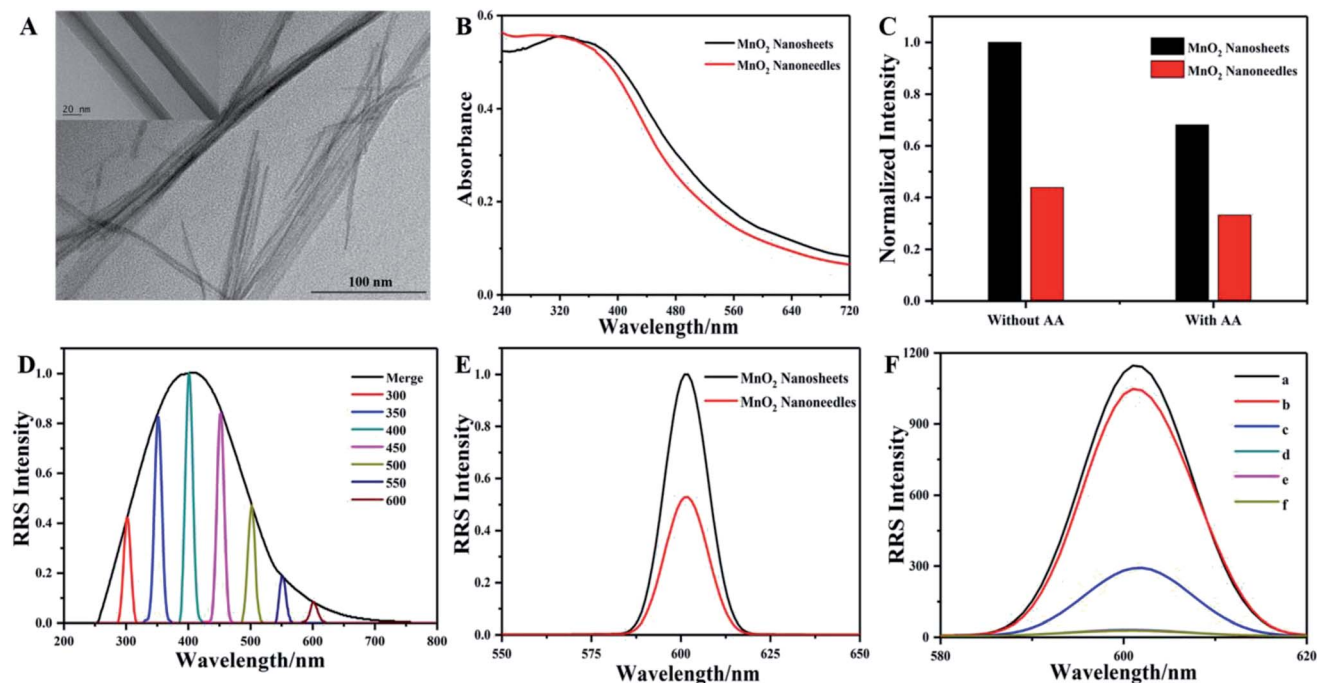 A
20 nm
100 nm
B
MnO2 Nanosheets
MnO2 Nanoneedles
Absorbance
0.6
0.4
0.2
0.0
240 320 400 480 560 640 720
Wavelength/nm
C
MnO2 Nanosheets
MnO2 Nanoneedles
Normalized Intensity
1.0
0.8
0.6
0.4
0.2
0.0
Without AA With AA
D
Merge
300
350
400
450
500
550
600
RRS Intensity
1.0
0.8
0.6
0.4
0.2
0.0
200 300 400 500 600 700 800
Wavelength/nm
E
MnO2 Nanosheets
MnO2 Nanoneedles
RRS Intensity
1.0
0.8
0.6
0.4
0.2
0.0
550 575 600 625 650
Wavelength/nm
F
a
b
c
d
e
f
RRS Intensity
1200
900
600
300
0
580 600 620
Wavelength/nm